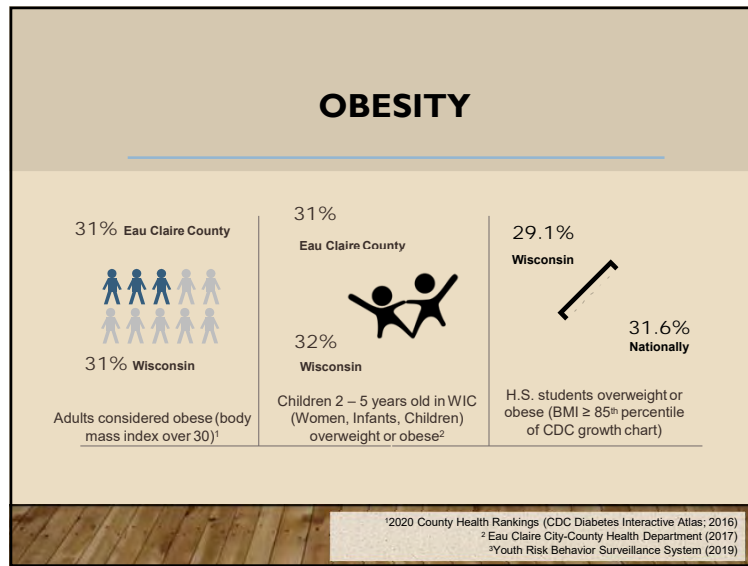 OBESITY
31% Eau Claire County
31% Wisconsin
Adults considered obese (body
mass index over 30)¹
31%
Eau Claire County
32%
Wisconsin
Children 2 – 5 years old in WIC
(Women, Infants, Children)
overweight or obese²
29.1%
Wisconsin
31.6%
Nationally
H.S. students overweight or
obese (BMI ≥ 85th percentile
of CDC growth chart)
¹2020 County Health Rankings (CDC Diabetes Interactive Atlas; 2016)
² Eau Claire City-County Health Department (2017)
³Youth Risk Behavior Surveillance System (2019)